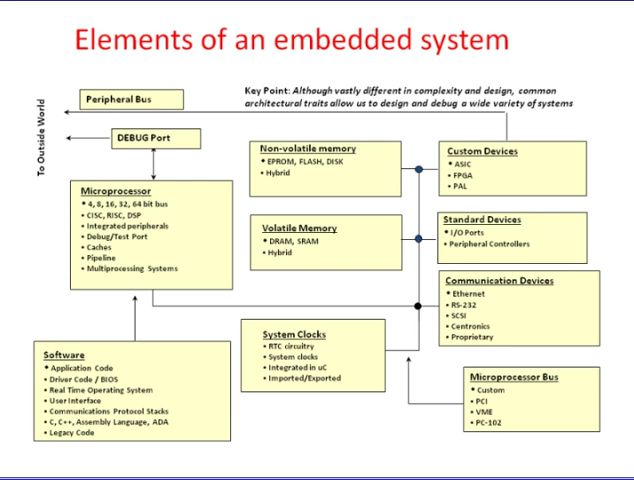 Elements of an embedded system
Key Point: Although vastly different in complexity and design, common
architectural traits allow us to design and debug a wide variety of systems
Peripheral Bus
To Outside World
DEBUG Port
Non-volatile memory
• EPROM, FLASH, DISK
• Hybrid
Custom Devices
• ASIC
• FPGA
• PAL
Microprocessor
• 4, 8, 16, 32, 64 bit bus
• CISC, RISC, DSP
• Integrated peripherals
• Debug/Test Port
• Caches
• Pipeline
• Multiprocessing Systems
Volatile Memory
• DRAM, SRAM
• Hybrid
Standard Devices
• I/O Ports
• Peripheral Controllers
Communication Devices
• Ethernet
• RS-232
• SCSI
• Centronics
• Proprietary
System Clocks
• RTC circuitry
• System clocks
• Integrated in uC
• Imported/Exported
Software
• Application Code
• Driver Code / BIOS
• Real Time Operating System
• User Interface
• Communications Protocol Stacks
• C, C++, Assembly Language, ADA
• Legacy Code
Microprocessor Bus
• Custom
• PCI
• VME
• PC-102